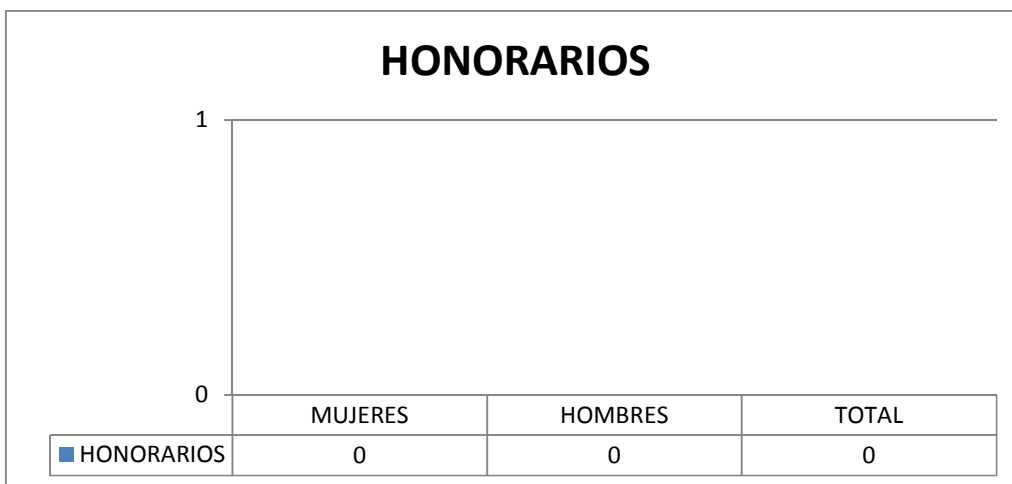 HONORARIOS
1
0
MUJERES HOMBRES TOTAL
HONORARIOS 0 0 0